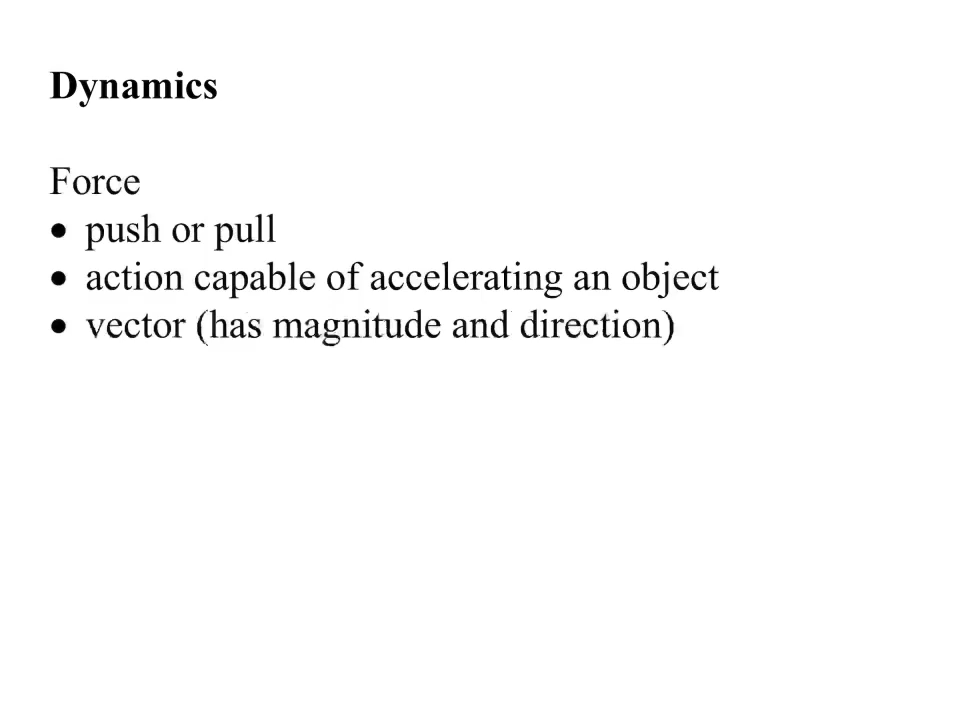 Dynamics
Force
• push or pull
• action capable of accelerating an object
• vector (has magnitude and direction)